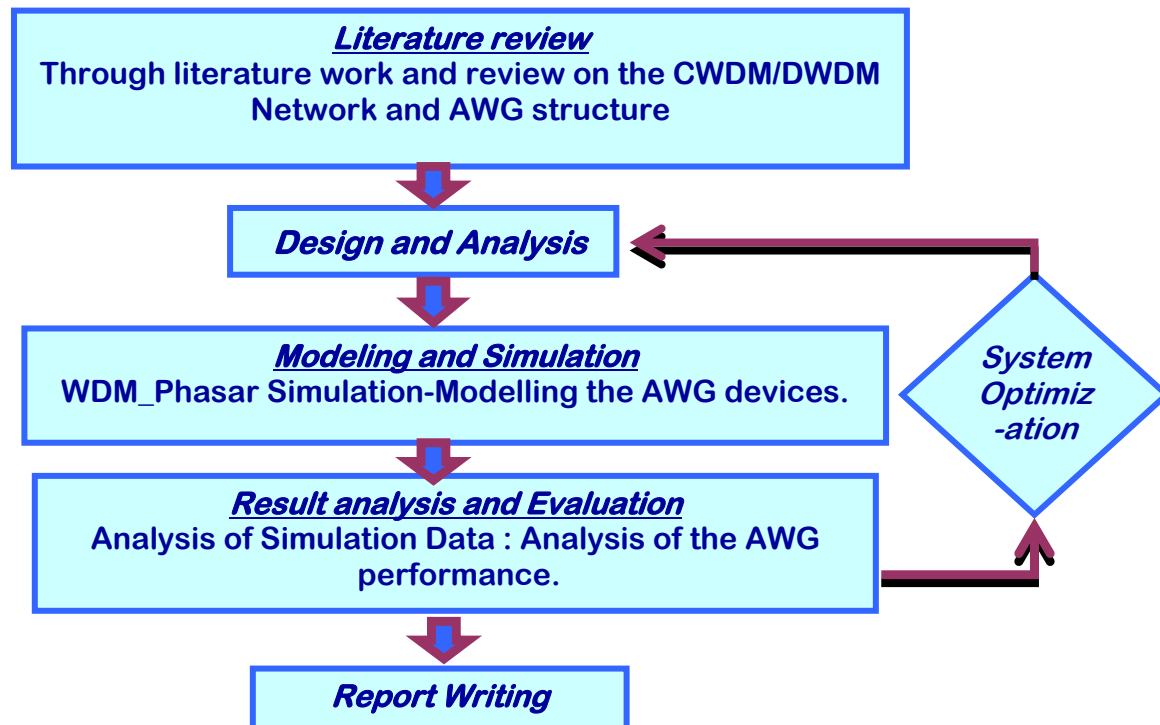 Literature review
Through literature work and review on the CWDM/DWDM
Network and AWG structure
Design and Analysis
Modeling and Simulation
WDM_Phasar Simulation-Modelling the AWG devices.
System
Optimiz
-ation
Result analysis and Evaluation
Analysis of Simulation Data : Analysis of the AWG
performance.
Report Writing